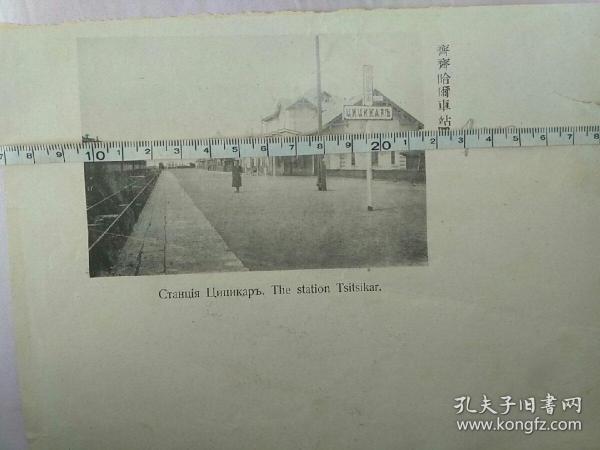 齊齊哈爾車站
ЦИЦИККАРЪ
7 8 9 10 1 2 3 4 5 6 7 8 9 20 1 2 3 4 5 6 7 8
Станція Цицикаръ. The station Tsitsikar.
孔夫子旧书网
www.kongfz.com